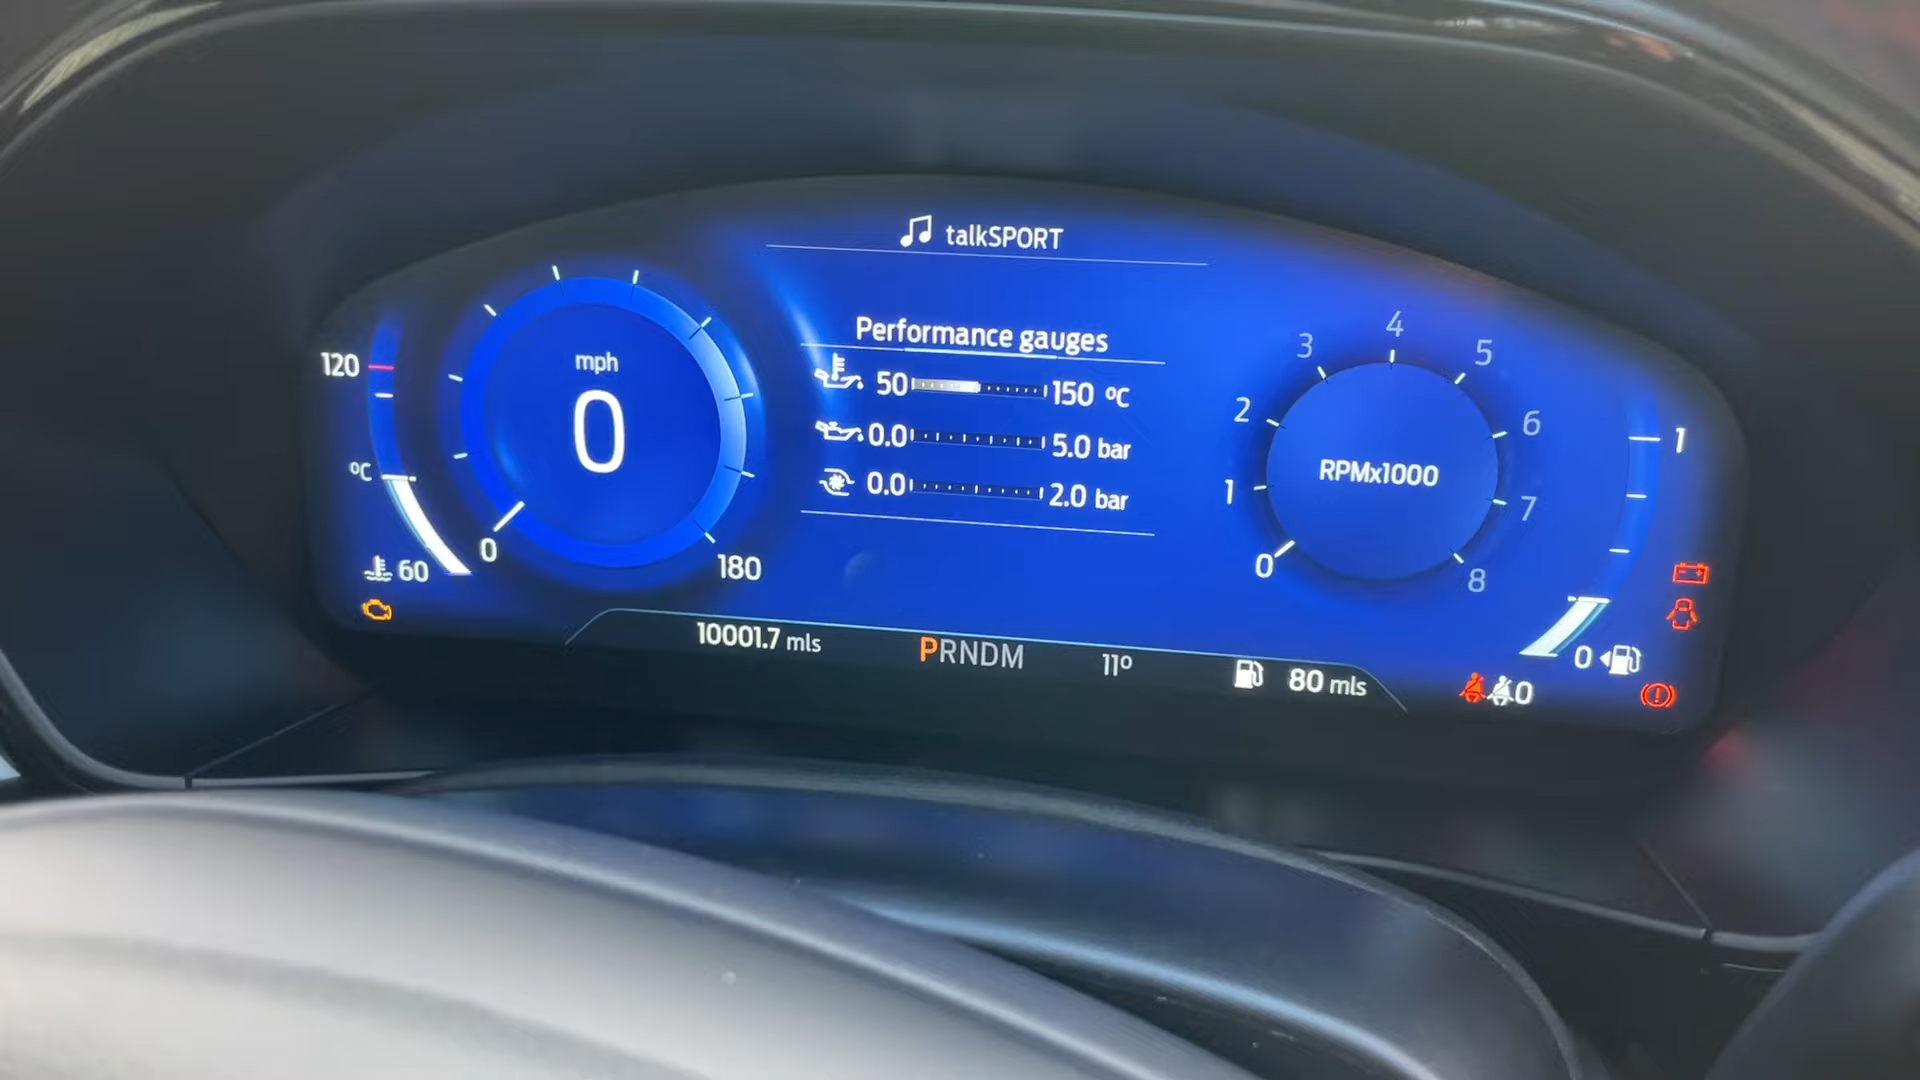 talkSPORT
Performance gauges
50 150 °C
0.0 5.0 bar
0.0 2.0 bar
120
°C
60
mph
0
0
180
0
1
2
3
4
5
6
7
8
RPMx1000
1
0
10001.7 mls
PRNDM
11°
80 mls
0